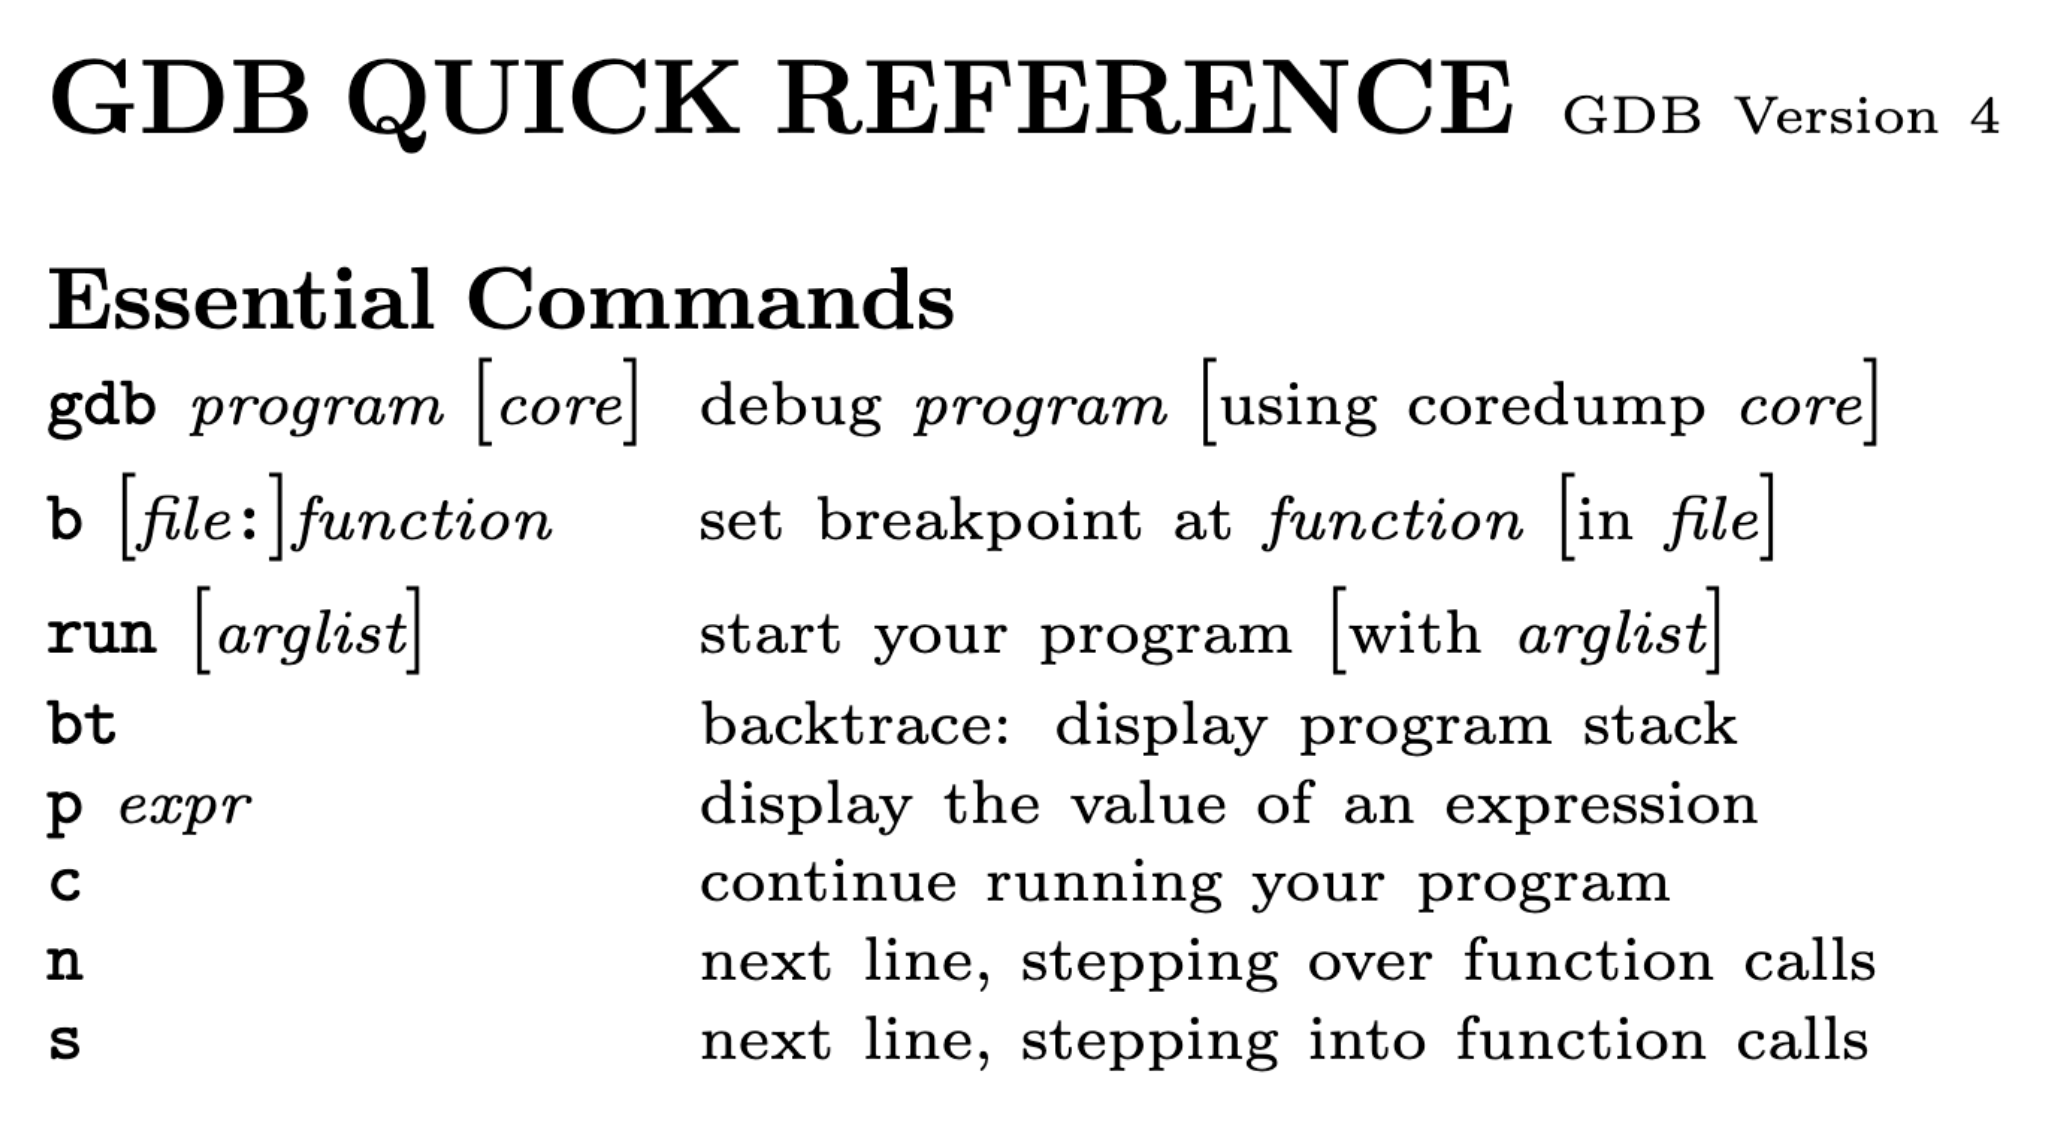 GDB QUICK REFERENCE GDB Version 4
Essential Commands
gdb program [core] debug program [using coredump core]
b [file:]function set breakpoint at function [in file]
run [arglist] start your program [with arglist]
bt backtrace: display program stack
p expr display the value of an expression
c continue running your program
n next line, stepping over function calls
s next line, stepping into function calls